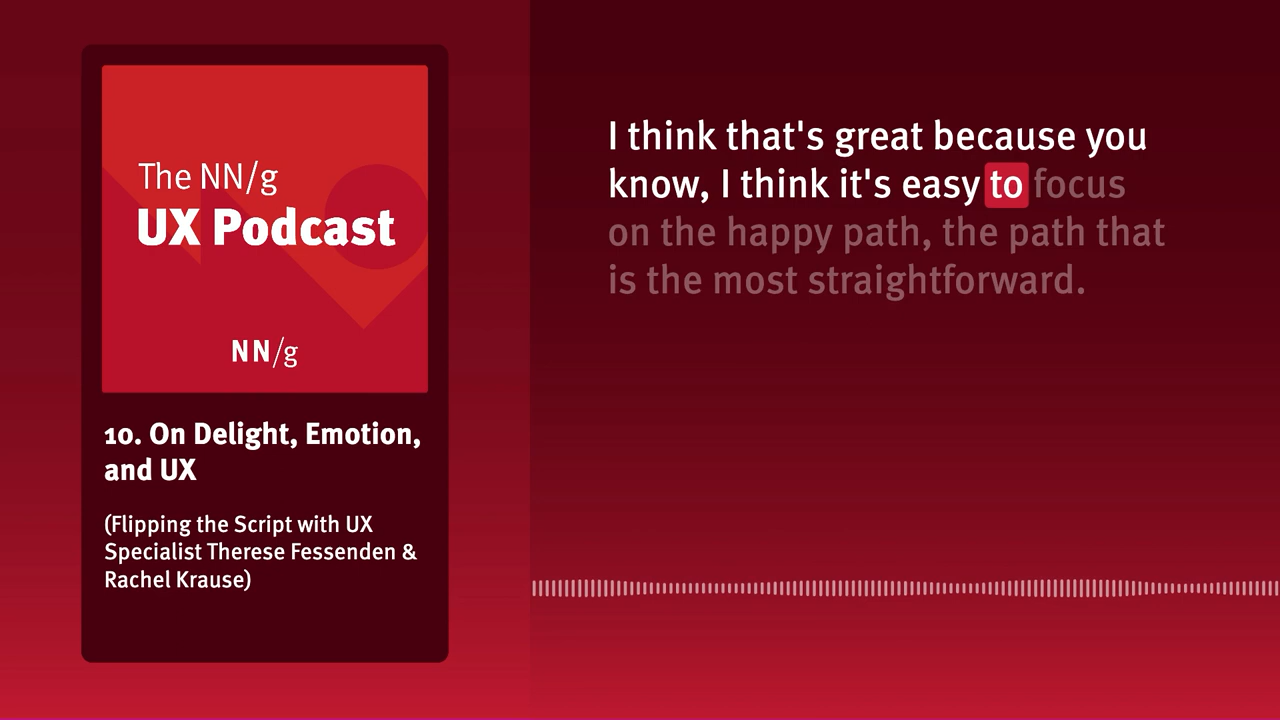 The NN/g
UX Podcast
NN/g
10. On Delight, Emotion,
and UX
(Flipping the Script with UX
Specialist Therese Fessenden &
Rachel Krause)
I think that's great because you
know, I think it's easy to focus
on the happy path, the path that
is the most straightforward.